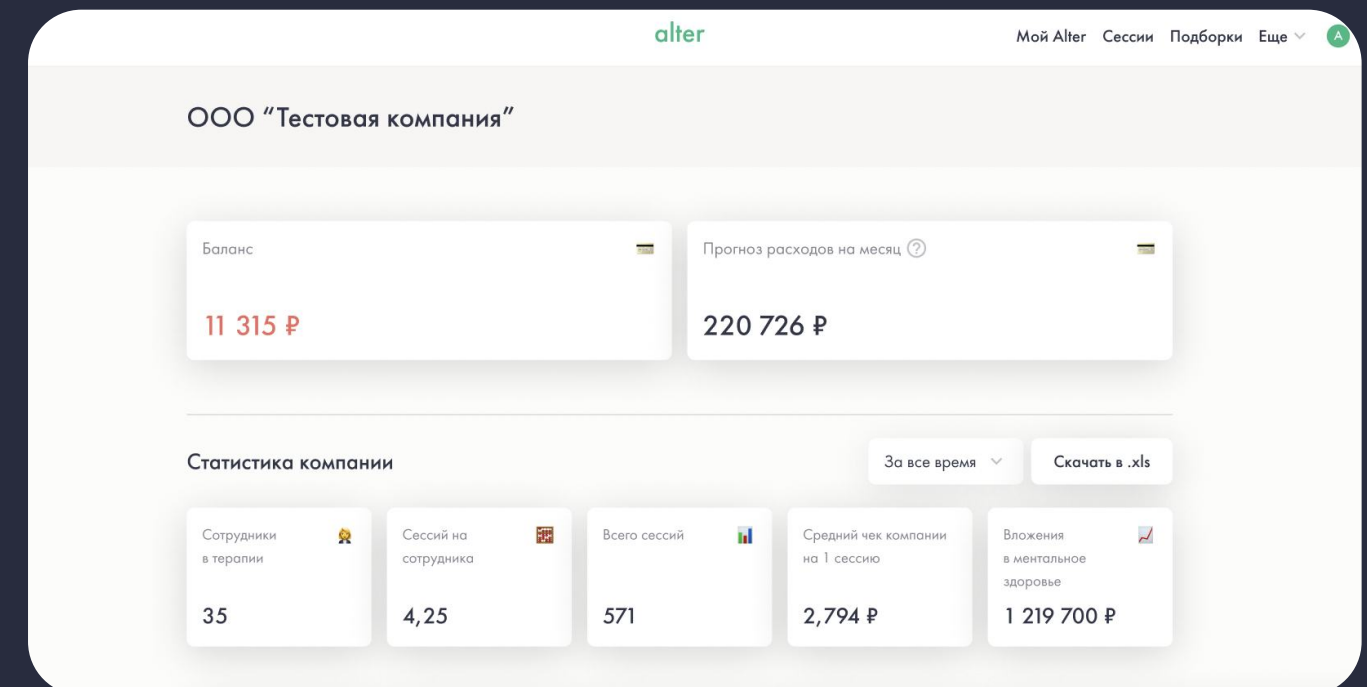 alter
Мой Alter Сессии Подборки Еще
А
ООО “Тестовая компания”
Баланс
11 315 ₽
Прогноз расходов на месяц ?
220 726 ₽
Статистика компании
За все время
Скачать в .xls
Сотрудники
в терапии
35
Сессий на
сотрудника
4,25
Всего сессий
571
Средний чек компании
на 1 сессию
2,794 ₽
Вложения
в ментальное
здоровье
1 219 700 ₽